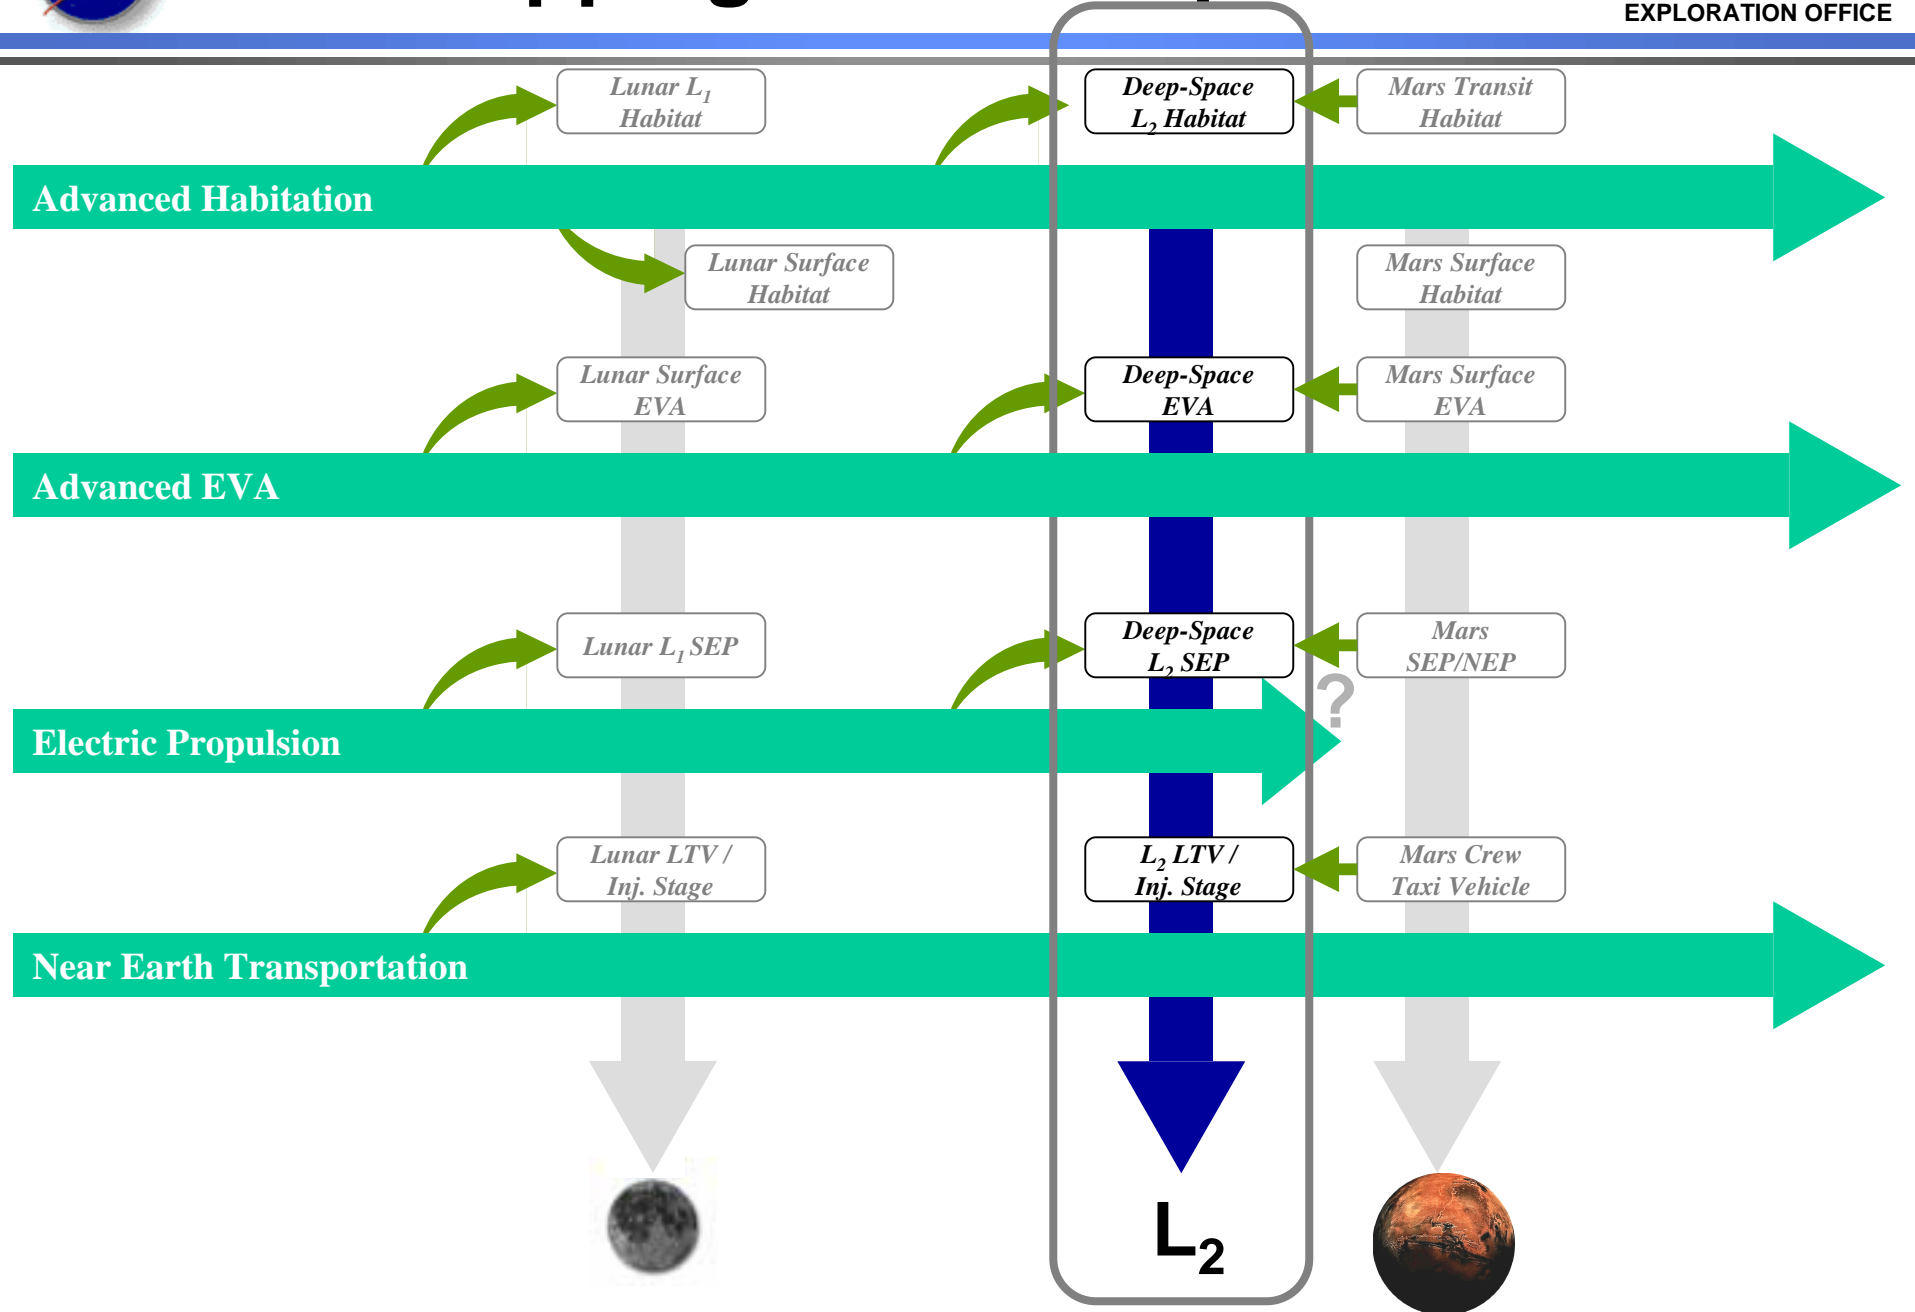 EXPLORATION OFFICE
Lunar L1
Habitat
Deep-Space
L2 Habitat
Mars Transit
Habitat
Advanced Habitation
Lunar Surface
Habitat
Mars Surface
Habitat
Lunar Surface
EVA
Deep-Space
EVA
Mars Surface
EVA
Advanced EVA
Lunar L1 SEP
Deep-Space
L2 SEP
Mars
SEP/NEP
?
Electric Propulsion
Lunar LTV /
Inj. Stage
L2 LTV /
Inj. Stage
Mars Crew
Taxi Vehicle
Near Earth Transportation
L2